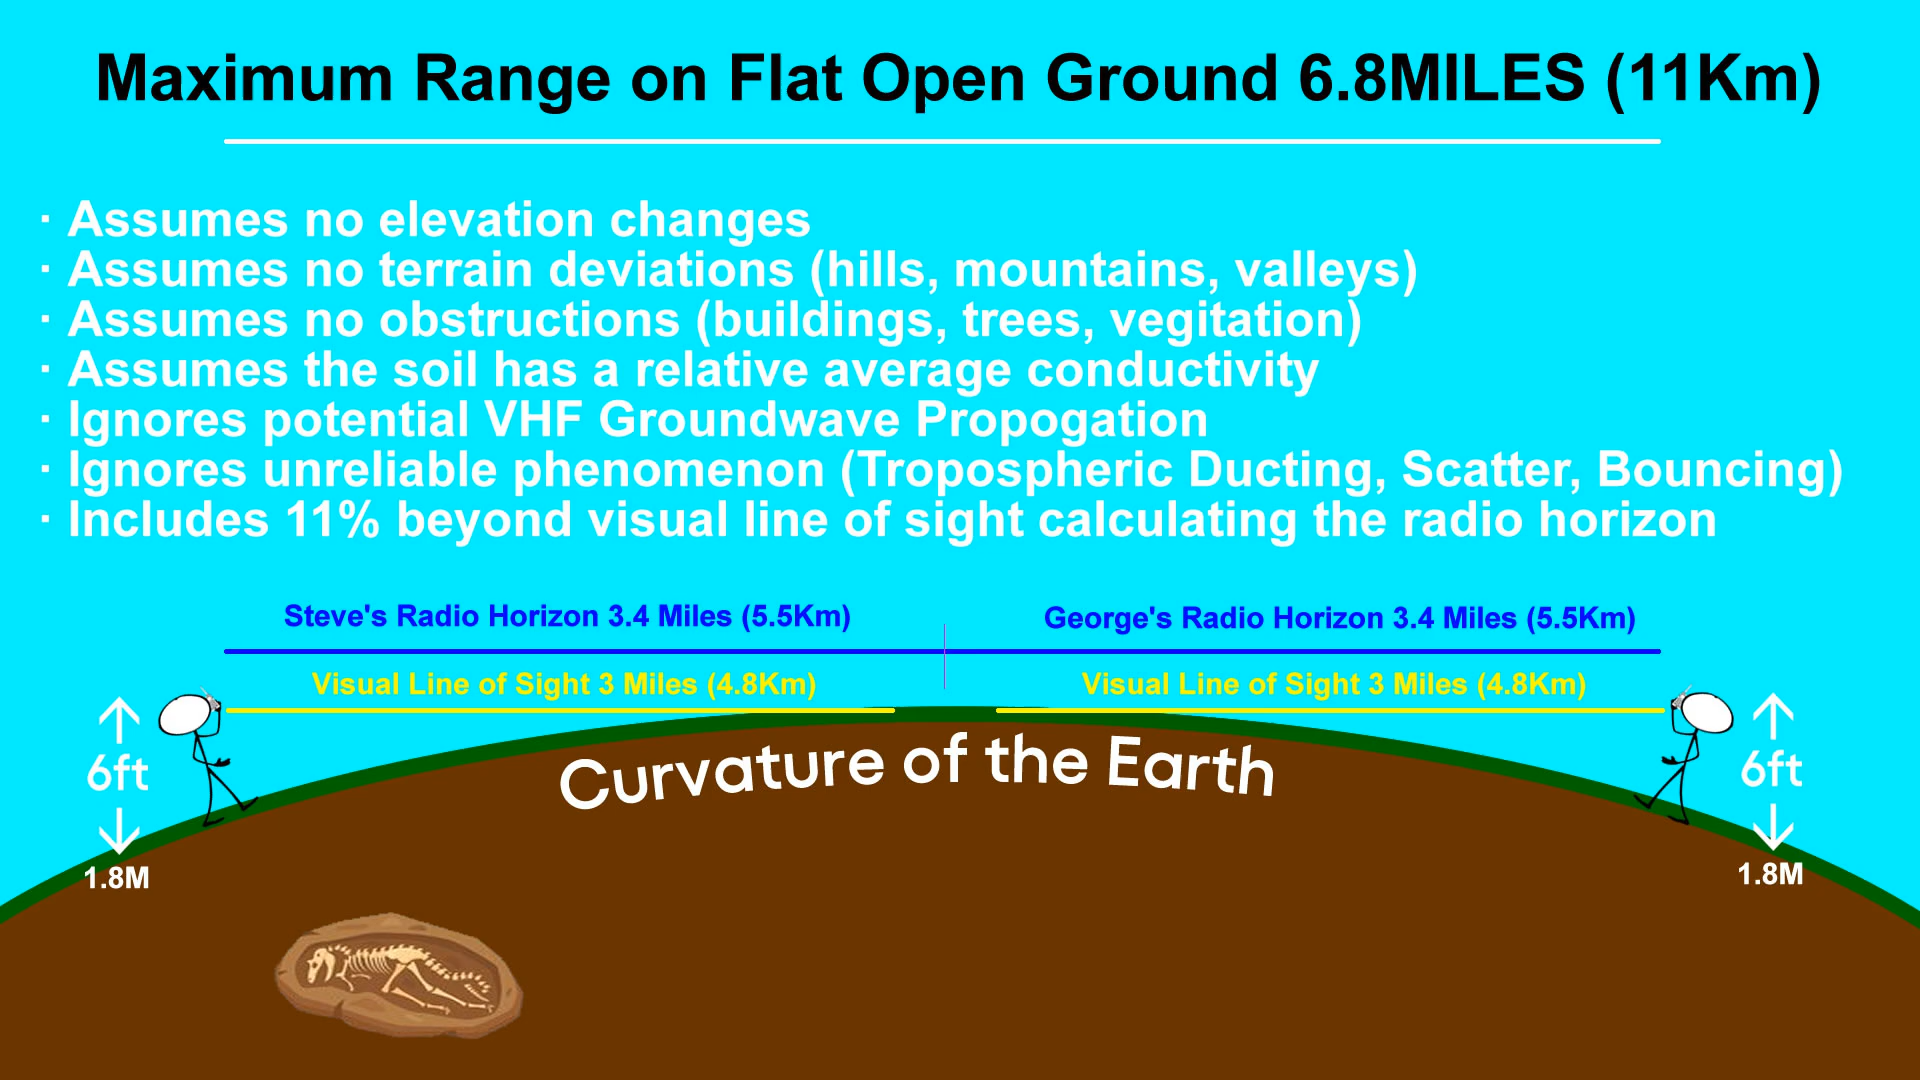 Maximum Range on Flat Open Ground 6.8MILES (11Km)
· Assumes no elevation changes
· Assumes no terrain deviations (hills, mountains, valleys)
· Assumes no obstructions (buildings, trees, vegitation)
· Assumes the soil has a relative average conductivity
· Ignores potential VHF Groundwave Propogation
· Ignores unreliable phenomenon (Tropospheric Ducting, Scatter, Bouncing)
· Includes 11% beyond visual line of sight calculating the radio horizon
Steve's Radio Horizon 3.4 Miles (5.5Km)
George's Radio Horizon 3.4 Miles (5.5Km)
Visual Line of Sight 3 Miles (4.8Km)
Visual Line of Sight 3 Miles (4.8Km)
Curvature of the Earth
6ft
6ft
1.8M
1.8M